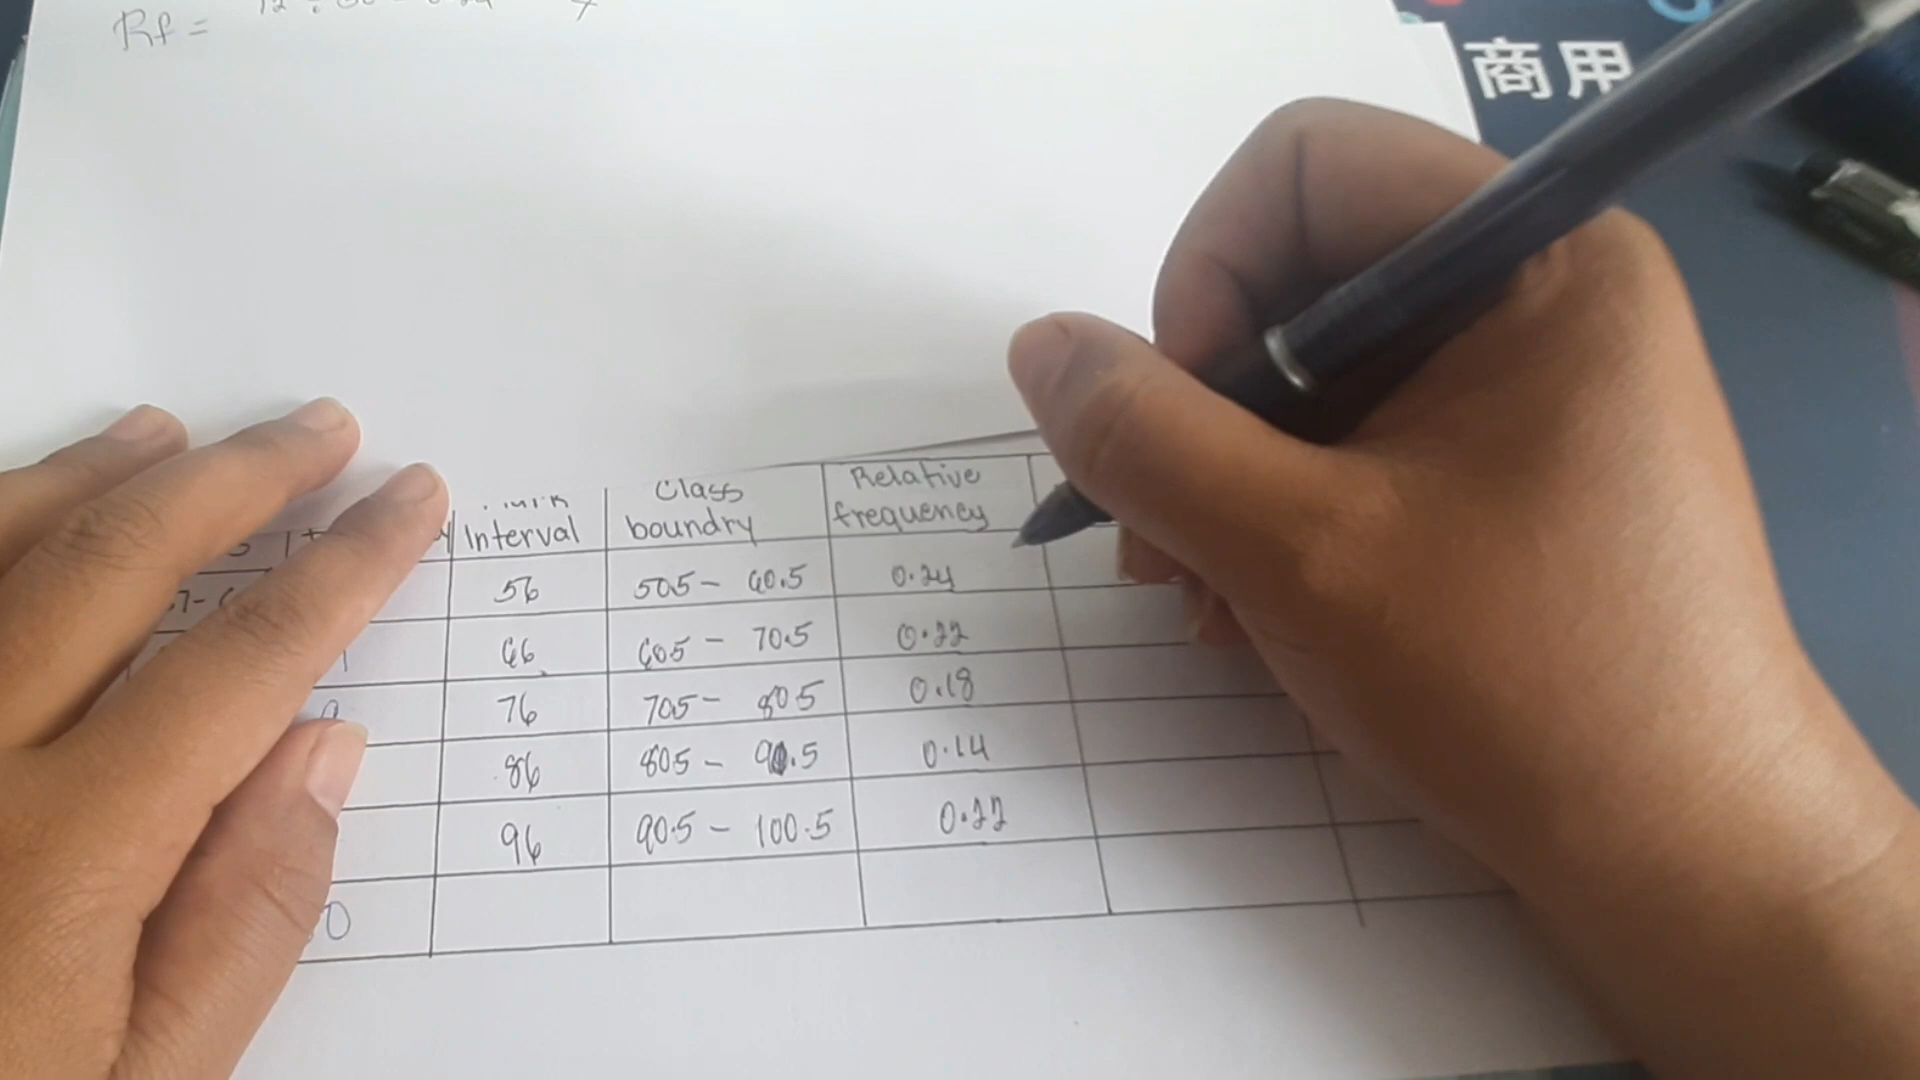 Rf =
商用
Relative
Class
Interval boundry frequency
56 50.5 - 60.5 0.24
66 60.5 - 70.5 0.22
76 70.5 - 80.5 0.18
86 80.5 - 90.5 0.14
96 90.5 - 100.5 0.22